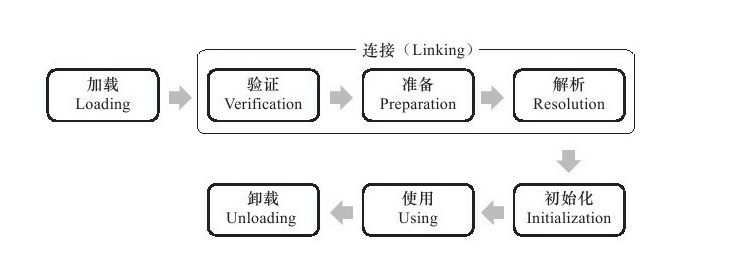 连接（Linking）
加载
Loading
验证
Verification
准备
Preparation
解析
Resolution
初始化
Initialization
使用
Using
卸载
Unloading